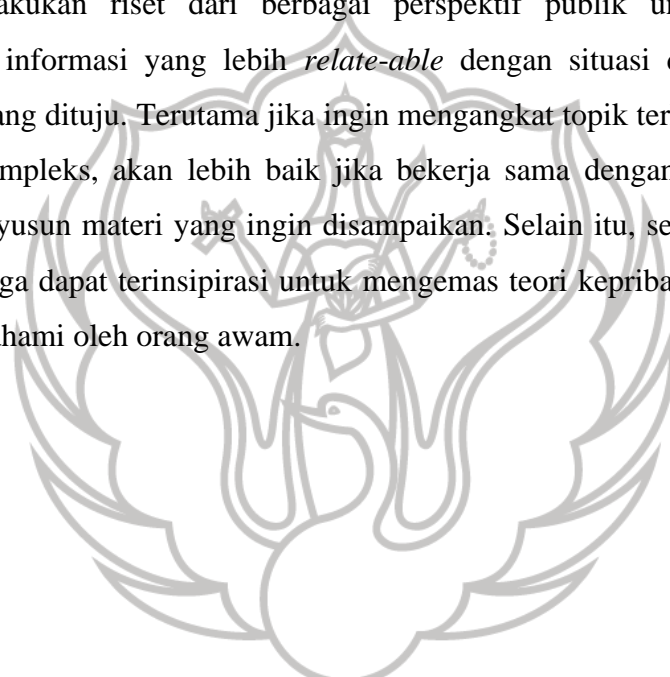 akukan riset dari berbagai perspektif publik u
informasi yang lebih relate-able dengan situasi
ang dituju. Terutama jika ingin mengangkat topik ter
mpleks, akan lebih baik jika bekerja sama dengan
yusun materi yang ingin disampaikan. Selain itu, se
ga dapat terinsipirasi untuk mengemas teori kepriba
hami oleh orang awam.